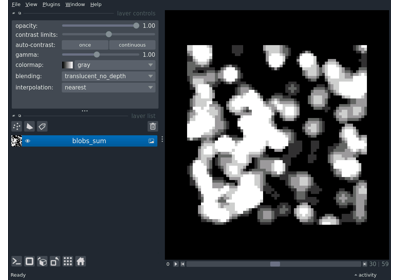 File View Plugins Window Help
layer controls
opacity: 1.00
contrast limits:
auto-contrast: once continuous
gamma: 1.00
colormap: gray
blending: translucent_no_depth
interpolation: nearest
layer list
blobs_sum
30 59
Ready
activity